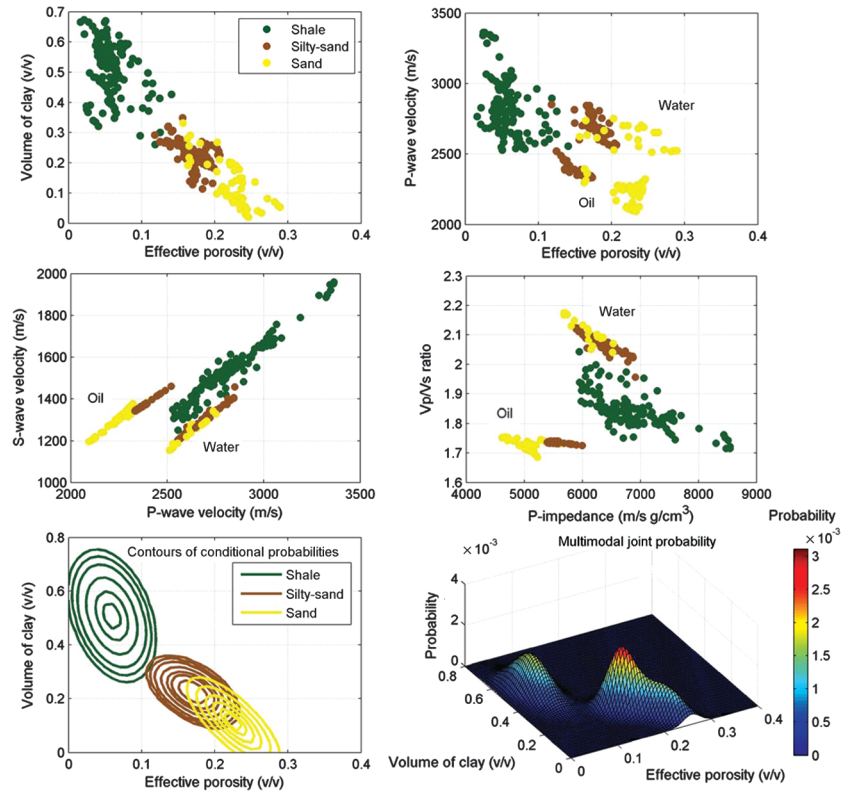 0.7
0.6
0.5
0.4
0.3
0.2
0.1
0
Volume of clay (v/v)
Shale
Silty-sand
Sand
0 0.1 0.2 0.3 0.4
Effective porosity (v/v)
3500
3000
2500
2000
P-wave velocity (m/s)
Water
Oil
0 0.1 0.2 0.3 0.4
Effective porosity (v/v)
2000
1800
1600
1400
1200
1000
S-wave velocity (m/s)
Oil
Water
2000 2500 3000 3500
P-wave velocity (m/s)
2.3
2.2
2.1
2
1.9
1.8
1.7
1.6
Vp/Vs ratio
Water
Oil
4000 5000 6000 7000 8000 9000
P-impedance (m/s g/cm³)
0.8
0.6
0.4
0.2
0
Volume of clay (v/v)
Contours of conditional probabilities
Shale
Silty-sand
Sand
0 0.1 0.2 0.3 0.4
Effective porosity (v/v)
Multimodal joint probability
× 10⁻³
4
2
0
Probability
0.8
0.6
0.4
0.2
0
Volume of clay (v/v)
0
0.1
0.2
0.3
0.4
Effective porosity (v/v)
Probability
× 10⁻³
3
2.5
2
1.5
1
0.5
0